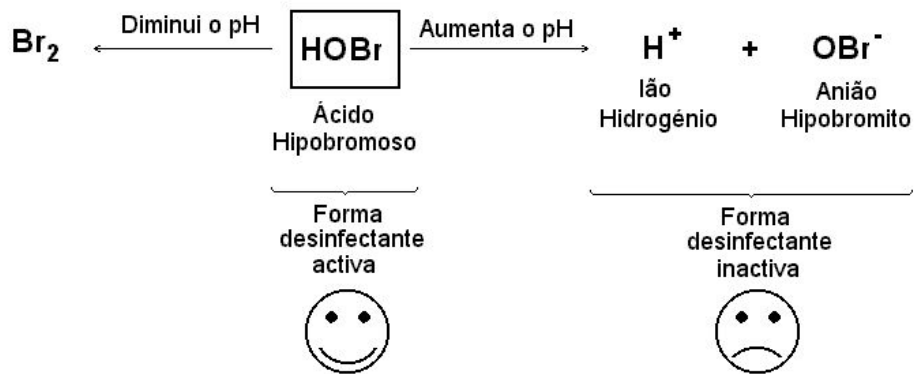 Br₂
Diminui o pH
HOBr
Aumenta o pH
H⁺ + OBr⁻
Ácido
Hipobromoso
Ião
Hidrogénio
Anião
Hipobromito
Forma
desinfectante
activa
Forma
desinfectante
inactiva